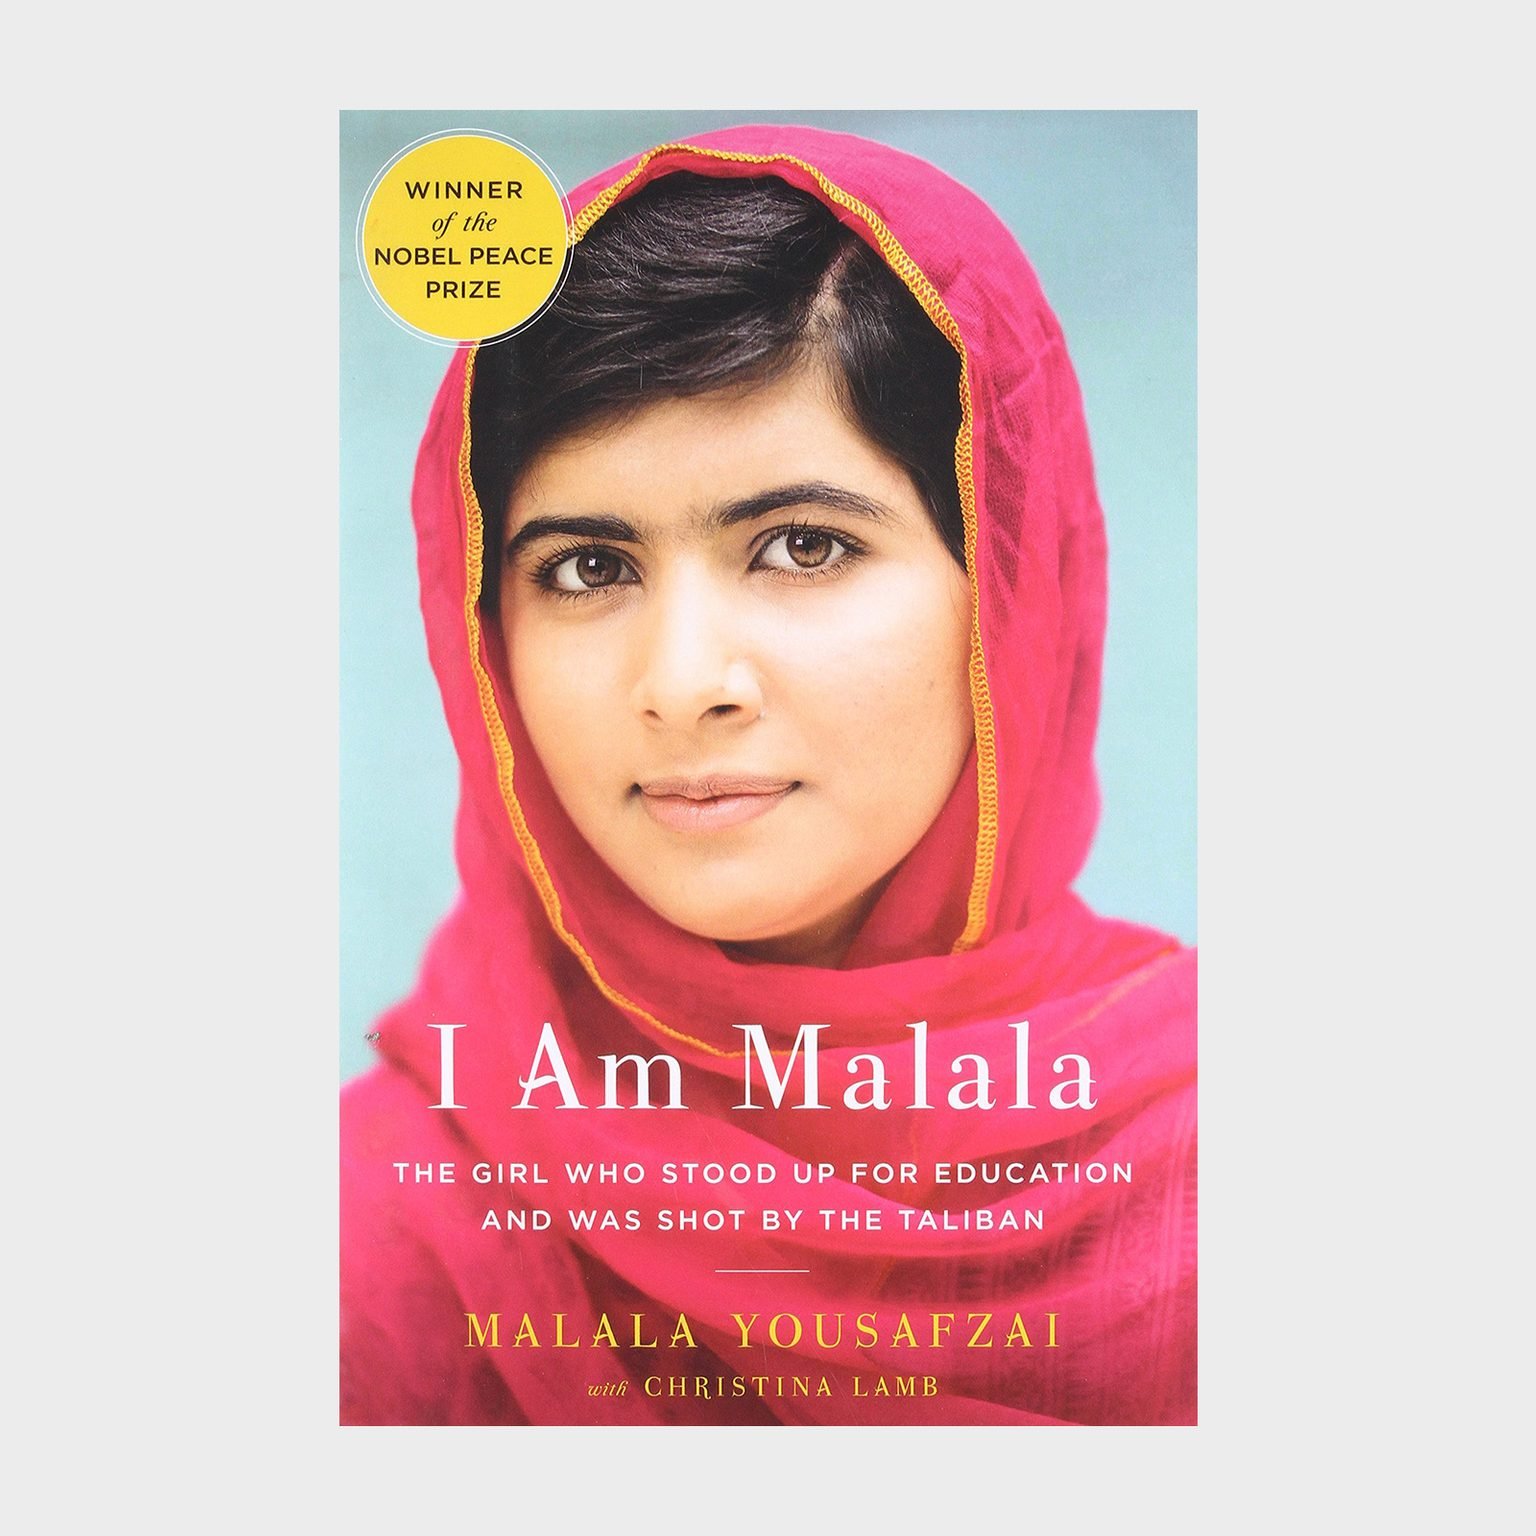 WINNER
of the
NOBEL PEACE
PRIZE
I Am Malala
THE GIRL WHO STOOD UP FOR EDUCATION
AND WAS SHOT BY THE TALIBAN
MALALA YOUSAFZAI
with CHRISTINA LAMB